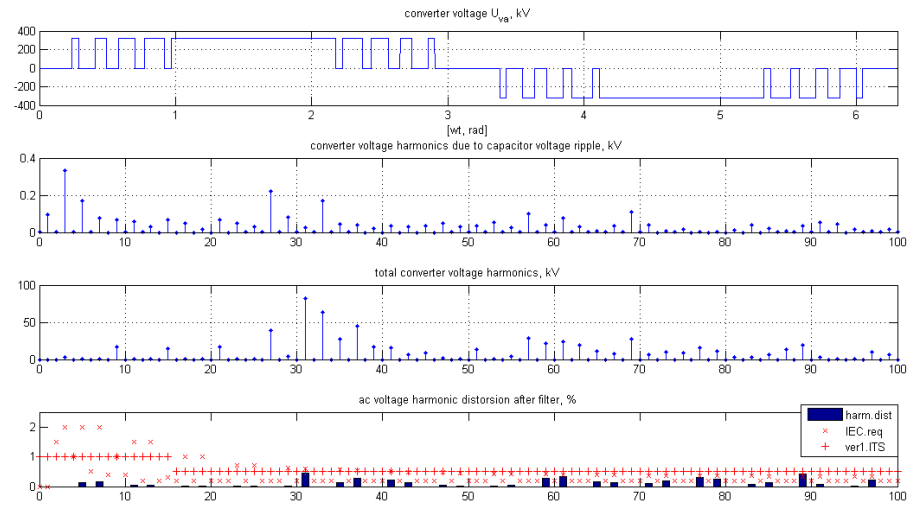 converter voltage U_va, kV
400
200
0
-200
-400
0 1 2 3 4 5 6
[wt, rad]
converter voltage harmonics due to capacitor voltage ripple, kV
0.4
0.2
0
0 10 20 30 40 50 60 70 80 90 100
total converter voltage harmonics, kV
100
50
0
0 10 20 30 40 50 60 70 80 90 100
ac voltage harmonic distorsion after filter, %
2
1
0
0 10 20 30 40 50 60 70 80 90 100
harm.dist
IEC.req
ver1.ITS